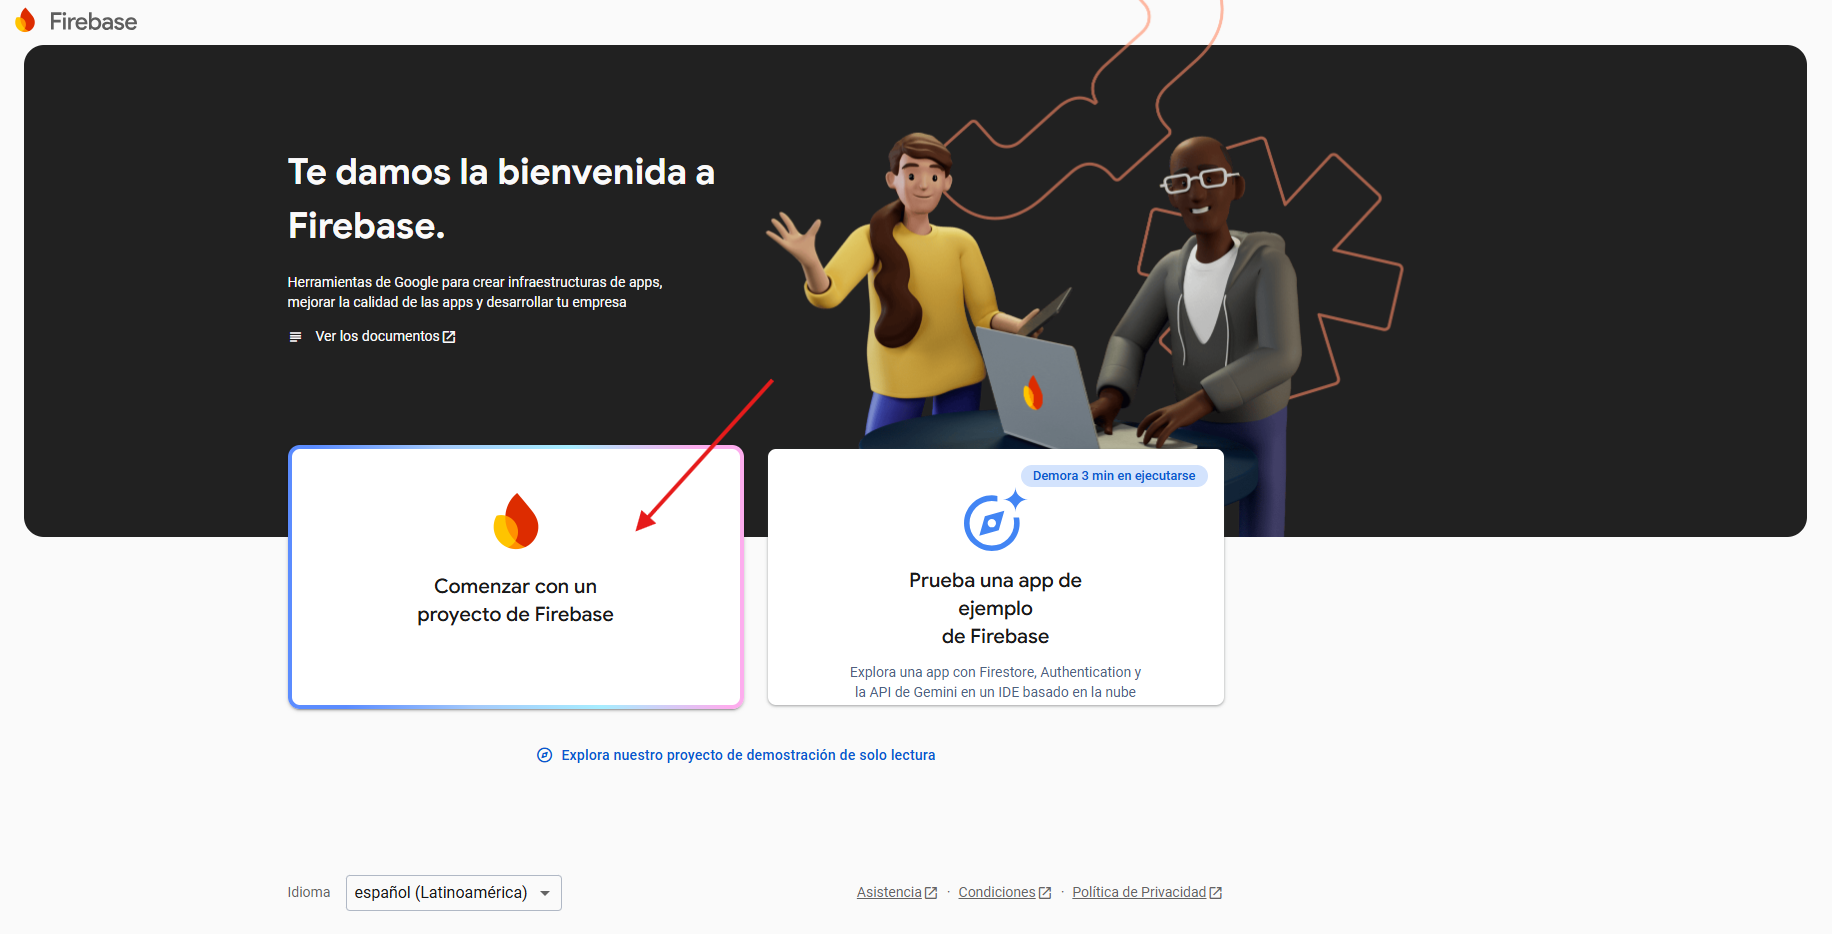 Firebase
Te damos la bienvenida a
Firebase.
Herramientas de Google para crear infraestructuras de apps,
mejorar la calidad de las apps y desarrollar tu empresa
Ver los documentos
Comenzar con un
proyecto de Firebase
Demora 3 min en ejecutarse
Prueba una app de
ejemplo
de Firebase
Explora una app con Firestore, Authentication y
la API de Gemini en un IDE basado en la nube
Explora nuestro proyecto de demostración de solo lectura
Idioma español (Latinoamérica)
Asistencia · Condiciones · Política de Privacidad